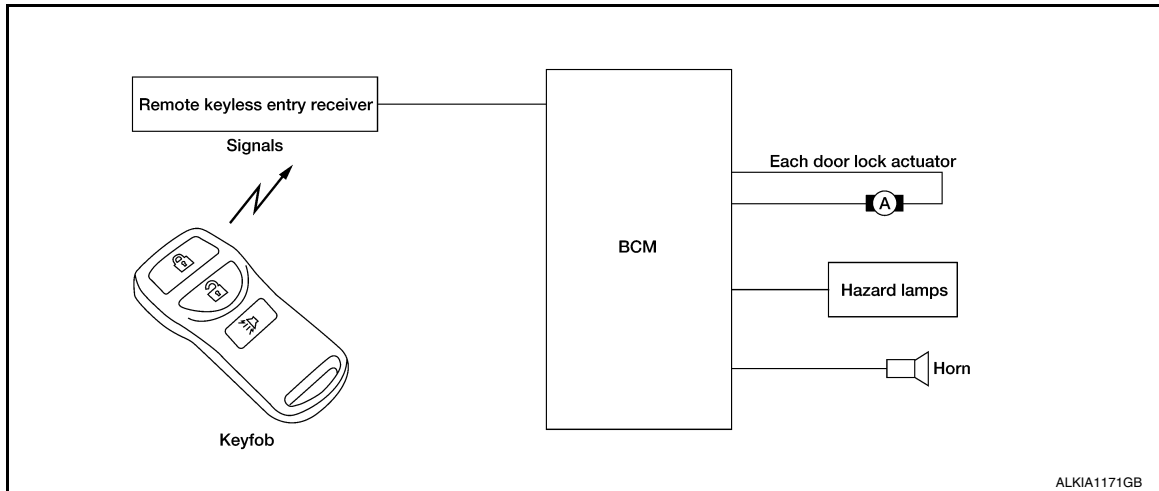 Remote keyless entry receiver
Signals
Keyfob
BCM
Each door lock actuator
A
Hazard lamps
Horn
ALKIA1171GB